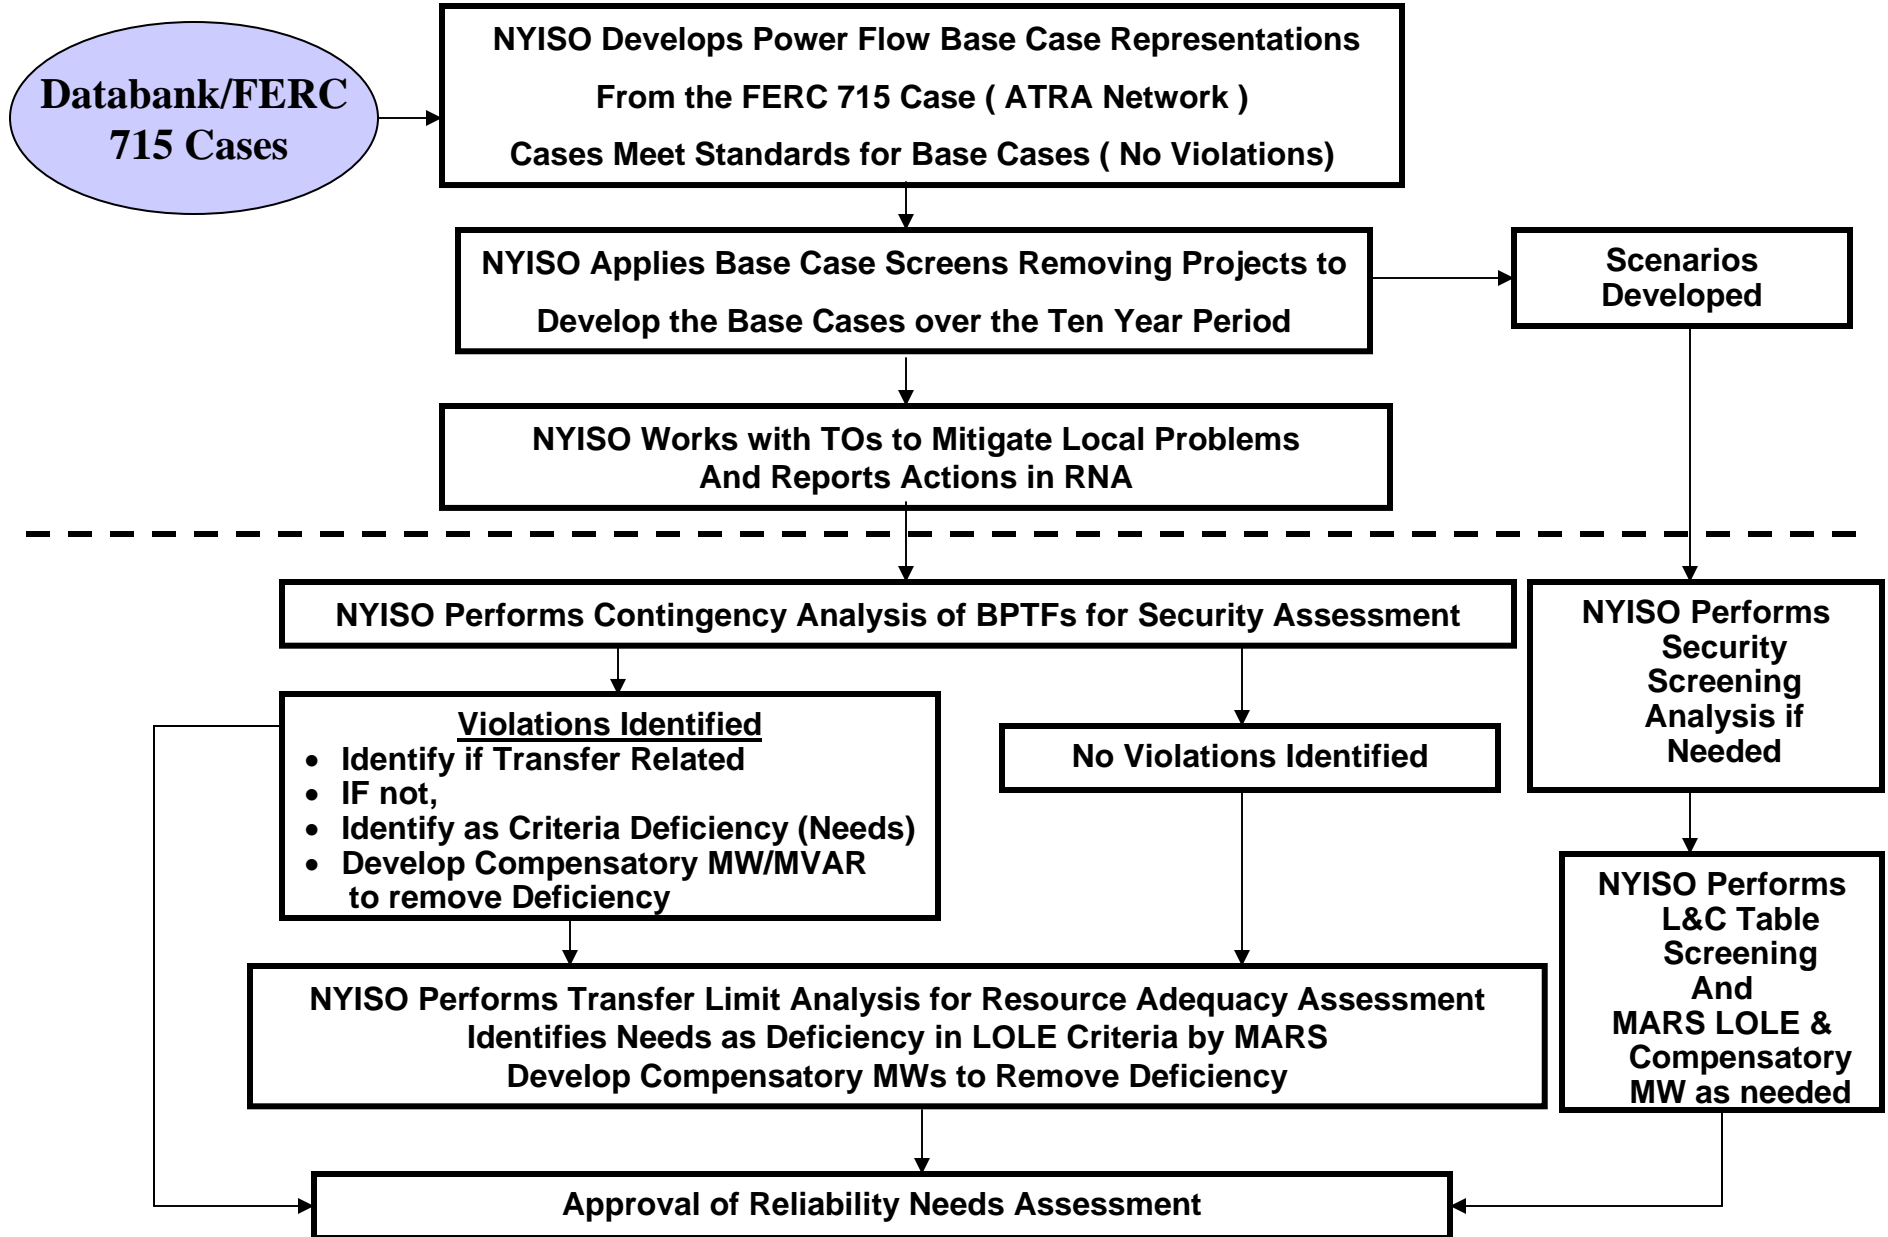 Databank/FERC
715 Cases
NYISO Develops Power Flow Base Case Representations
From the FERC 715 Case ( ATRA Network )
Cases Meet Standards for Base Cases ( No Violations)
NYISO Applies Base Case Screens Removing Projects to
Develop the Base Cases over the Ten Year Period
Scenarios
Developed
NYISO Works with TOs to Mitigate Local Problems
And Reports Actions in RNA
NYISO Performs Contingency Analysis of BPTFs for Security Assessment
NYISO Performs
Security
Screening
Analysis if
Needed
Violations Identified
• Identify if Transfer Related
• IF not,
• Identify as Criteria Deficiency (Needs)
• Develop Compensatory MW/MVAR
to remove Deficiency
No Violations Identified
NYISO Performs
L&C Table
Screening
And
MARS LOLE &
Compensatory
MW as needed
NYISO Performs Transfer Limit Analysis for Resource Adequacy Assessment
Identifies Needs as Deficiency in LOLE Criteria by MARS
Develop Compensatory MWs to Remove Deficiency
Approval of Reliability Needs Assessment